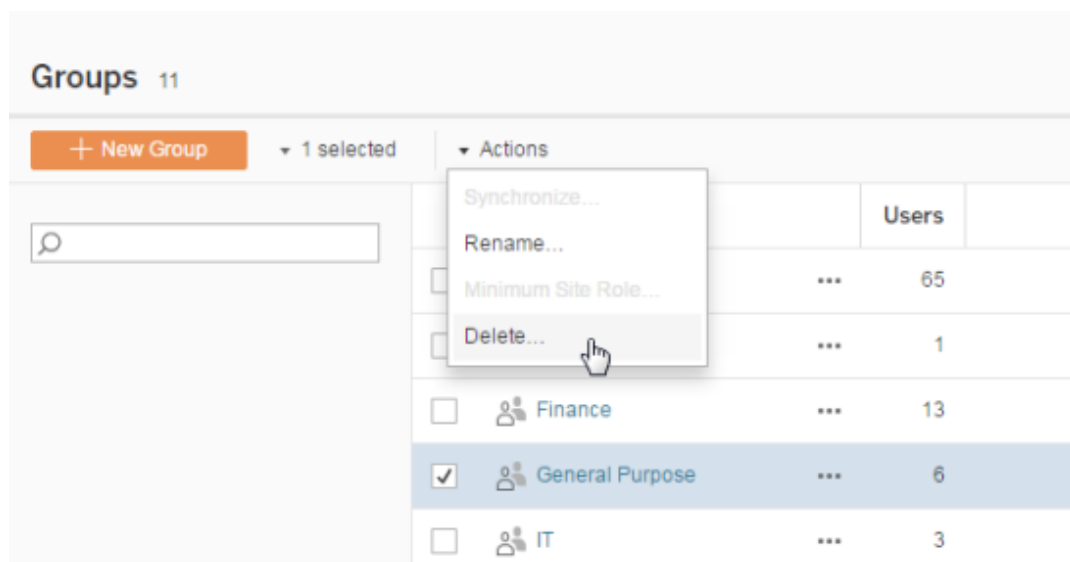 Groups 11
+ New Group
1 selected
Actions
Synchronize...
Rename...
Minimum Site Role...
Delete...
Users
65
1
Finance 13
General Purpose 6
IT 3